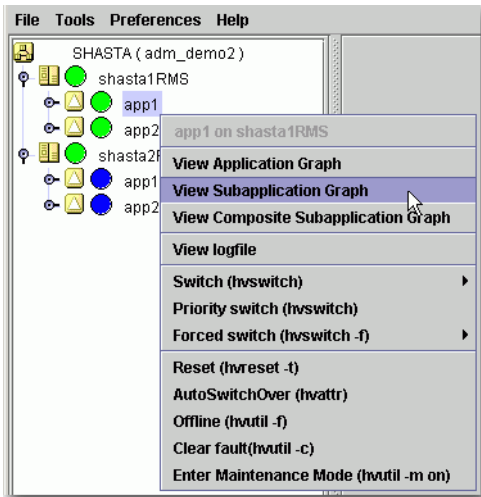 File Tools Preferences Help
SHASTA ( adm_demo2 )
shasta1RMS
app1
app2
app1 on shasta1RMS
shasta2
app1
app2
View Application Graph
View Subapplication Graph
View Composite Subapplication Graph
View logfile
Switch (hvswitch)
Priority switch (hvswitch)
Forced switch (hvswitch -f)
Reset (hvreset -t)
AutoSwitchOver (hvattr)
Offline (hvutil -f)
Clear fault(hvutil -c)
Enter Maintenance Mode (hvutil -m on)